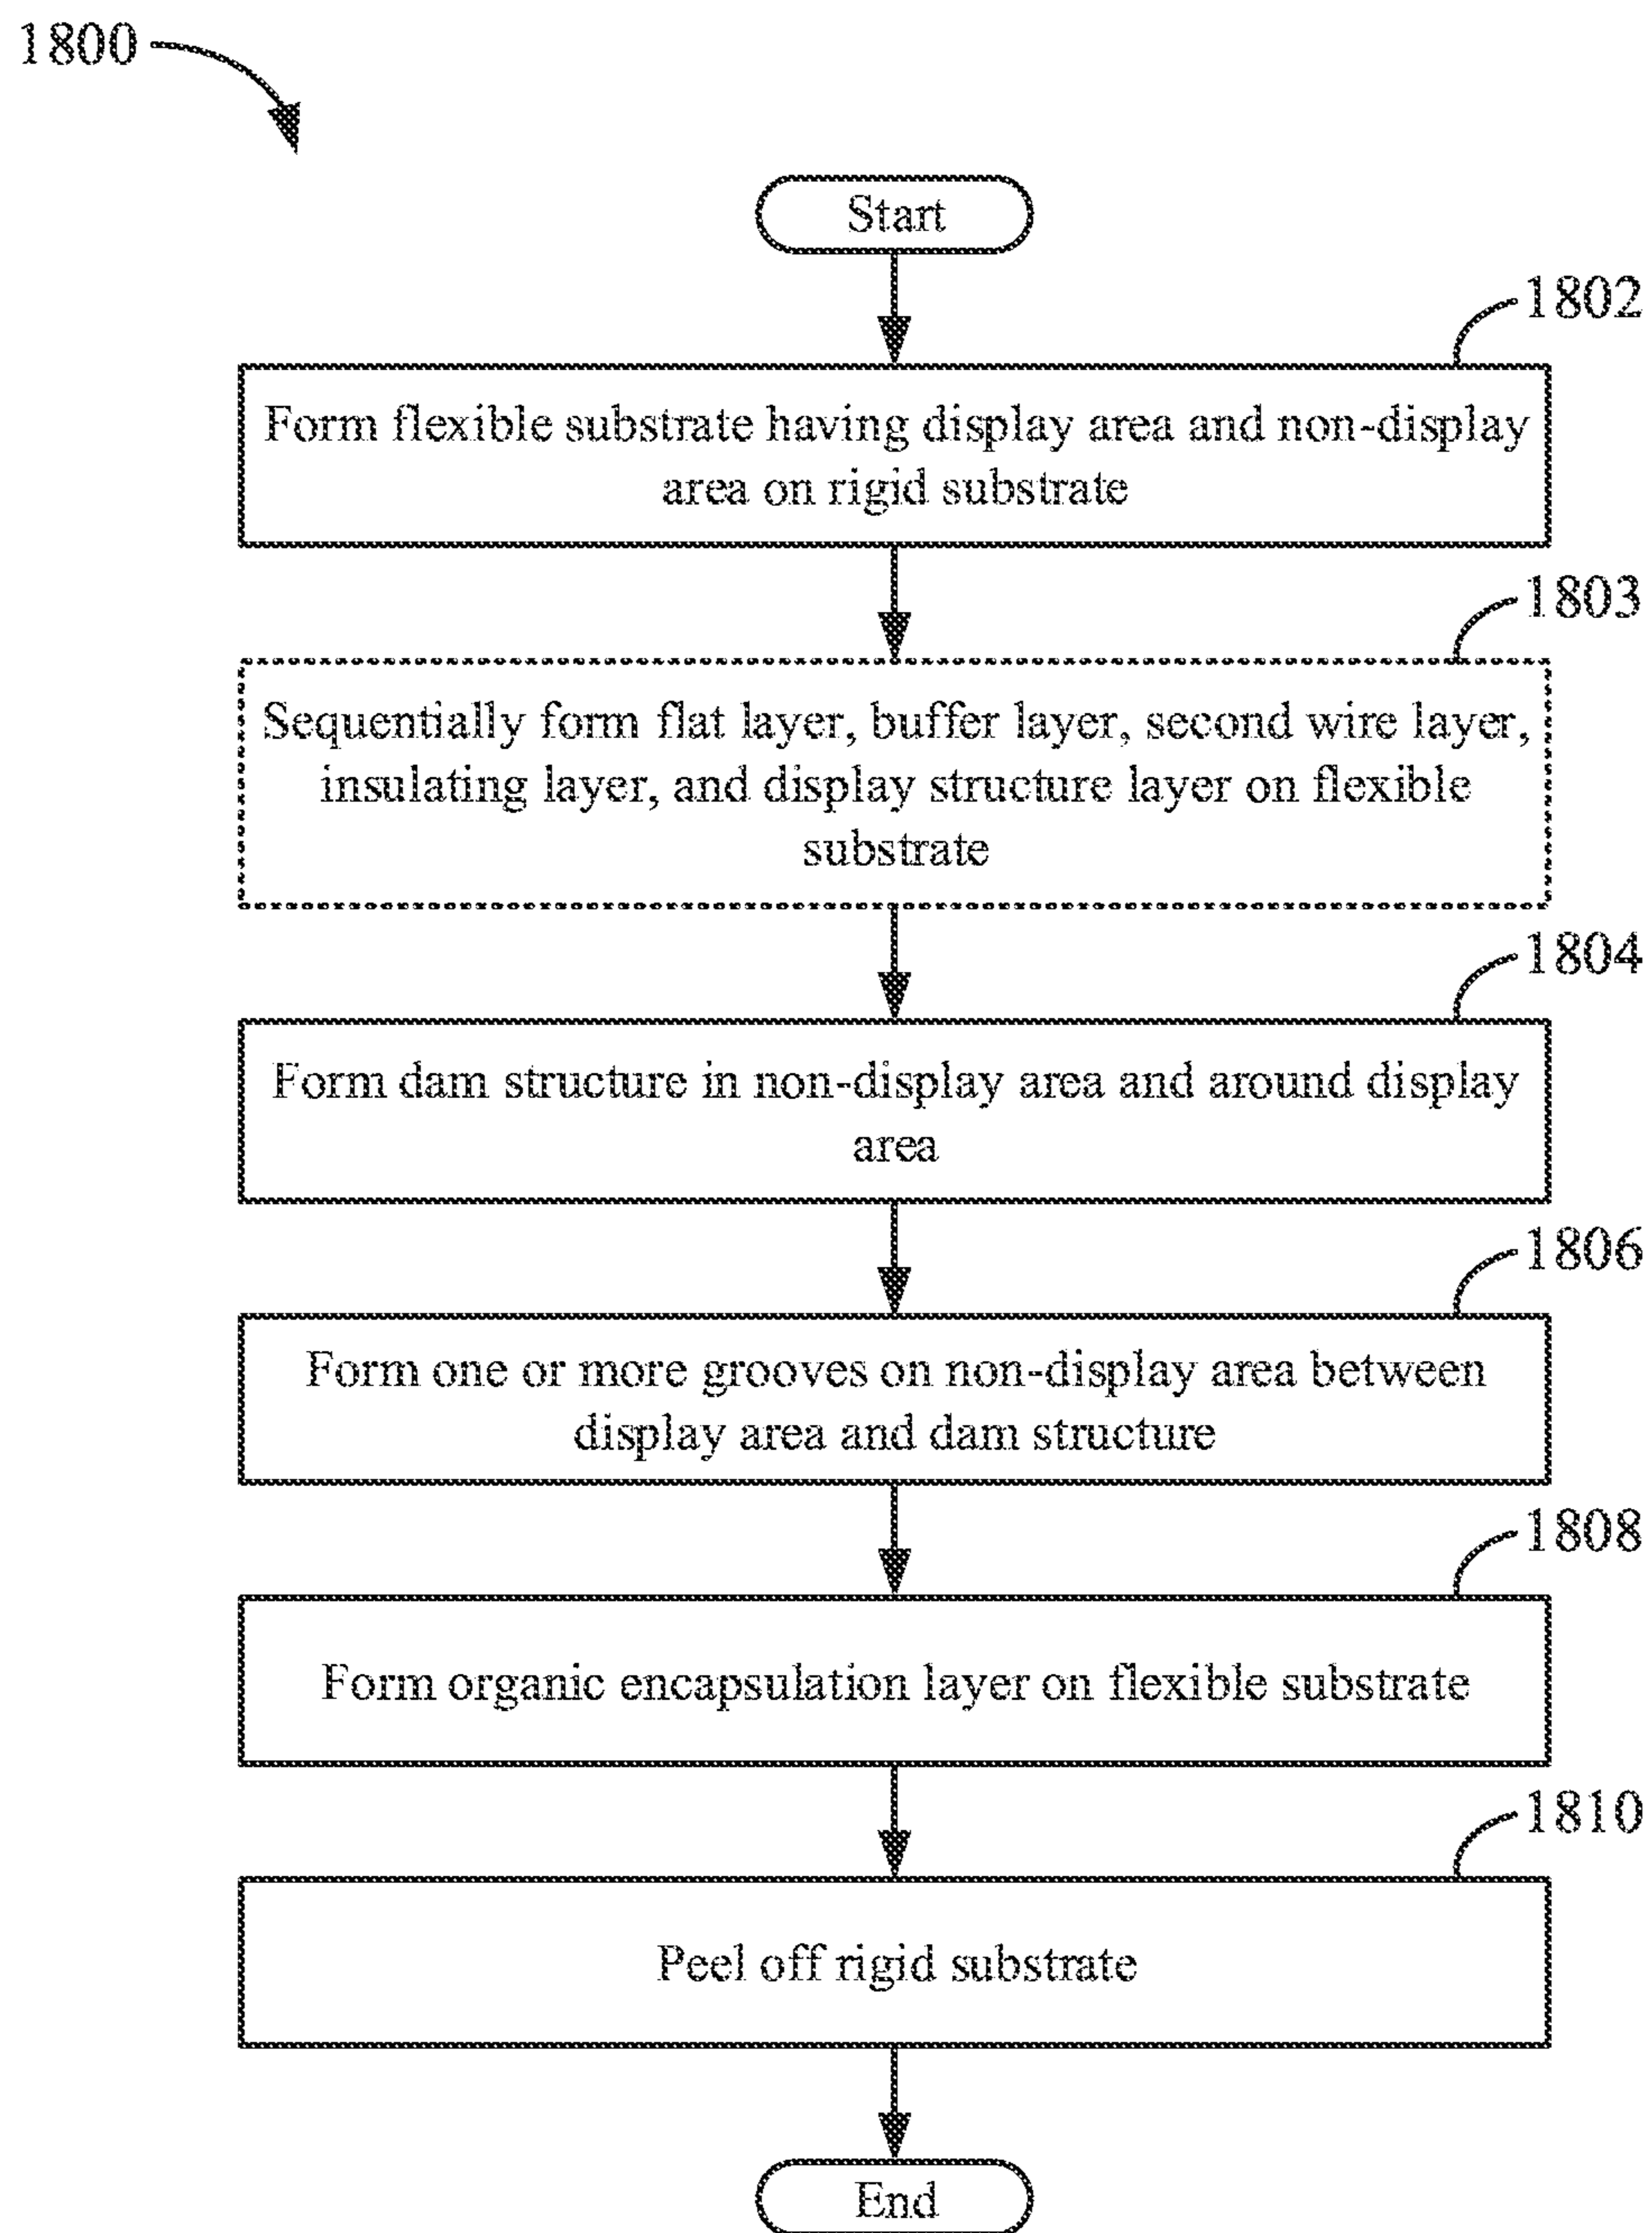 1800
Start
1802
Form flexible substrate having display area and non-display
area on rigid substrate
1803
Sequentially form flat layer, buffer layer, second wire layer,
insulating layer, and display structure layer on flexible
substrate
1804
Form dam structure in non-display area and around display
area
1806
Form one or more grooves on non-display area between
display area and dam structure
1808
Form organic encapsulation layer on flexible substrate
1810
Peel off rigid substrate
End